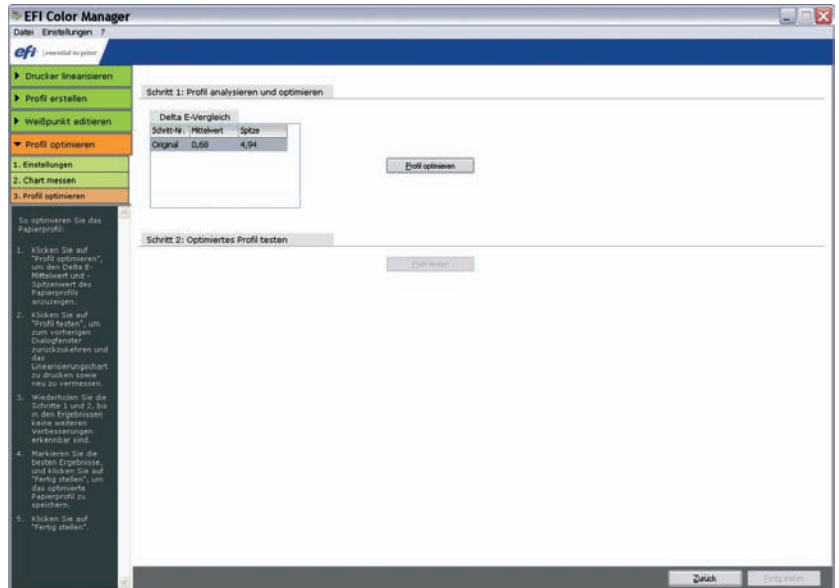 EFI Color Manager
Datei Einstellungen ?
efi essential to print
Drucker linearisieren
Profil erstellen
Weißpunkt editieren
Profil optimieren
1. Einstellungen
2. Chart messen
3. Profil optimieren
So optimieren Sie das
Papierprofil:
1. Klicken Sie auf
"Profil optimieren",
um den Delta E-
Mittelwert und -
Spitzenwert des
Papierprofils
anzuzeigen.
2. Klicken Sie auf
"Profil testen", um
zum vorherigen
Dialogfenster
zurückzukehren und
das
Linearisierungschart
zu drucken sowie
neu zu vermessen.
3. Wiederholen Sie die
Schritte 1 und 2, bis
in den Ergebnissen
keine weiteren
Verbesserungen
erkennbar sind.
4. Markieren Sie die
besten Ergebnisse,
und klicken Sie auf
"Fertig stellen", um
das optimierte
Papierprofil zu
speichern.
5. Klicken Sie auf
"Fertig stellen".
Schritt 1: Profil analysieren und optimieren
Delta E-Vergleich
Schritt-Nr. Mittelwert Spitze
Original 0,68 4,94
Profil optimieren
Schritt 2: Optimiertes Profil testen
Profil testen
Zurück Fertig stellen